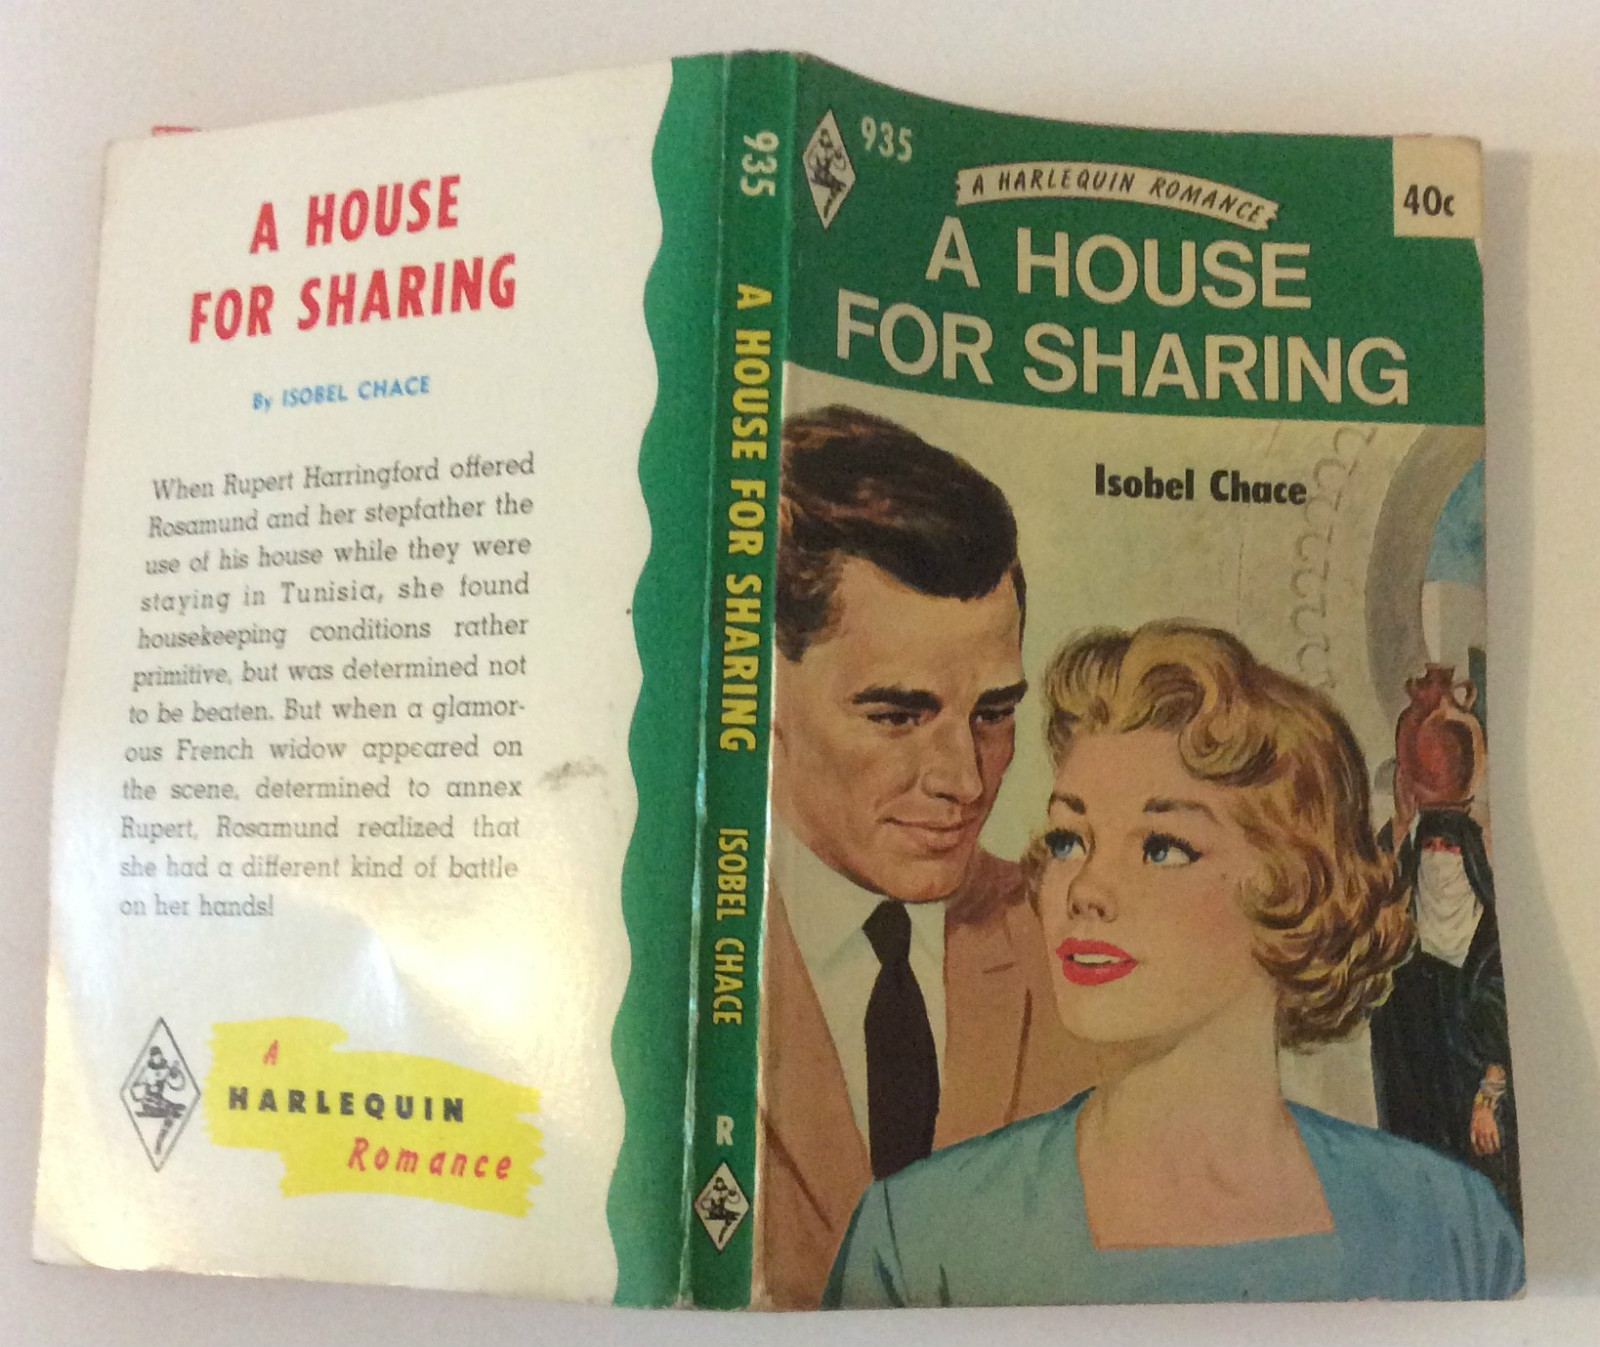 A HOUSE
FOR SHARING
By ISOBEL CHACE
When Rupert Harringford offered
Rosamund and her stepfather the
use of his house while they were
staying in Tunisia, she found
housekeeping conditions rather
primitive, but was determined not
to be beaten. But when a glamor-
ous French widow appeared on
the scene, determined to annex
Rupert, Rosamund realized that
she had a different kind of battle
on her hands!
A
HARLEQUIN
Romance
935
A HOUSE FOR SHARING
ISOBEL CHACE
R
935
A HARLEQUIN ROMANCE
40c
A HOUSE
FOR SHARING
Isobel Chace